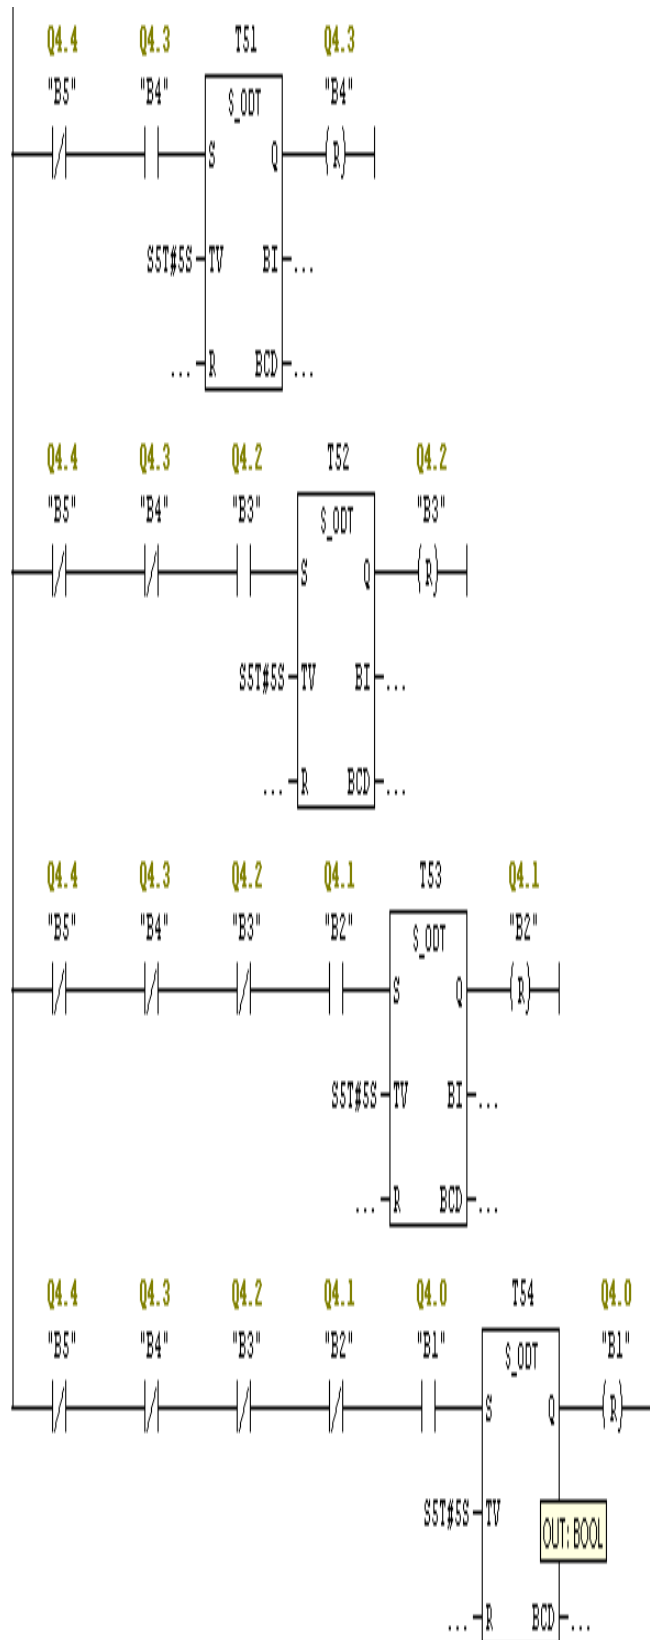 Q4.4 Q4.3 T51 Q4.3
"B5" "B4" "B4"
S_ODT
S Q R
S5T#5S TV BI ...
... R BCD ...
Q4.4 Q4.3 Q4.2 T52 Q4.2
"B5" "B4" "B3" "B3"
S_ODT
S Q R
S5T#5S TV BI ...
... R BCD ...
Q4.4 Q4.3 Q4.2 Q4.1 T53 Q4.1
"B5" "B4" "B3" "B2" "B2"
S_ODT
S Q R
S5T#5S TV BI ...
... R BCD ...
Q4.4 Q4.3 Q4.2 Q4.1 Q4.0 T54 Q4.0
"B5" "B4" "B3" "B2" "B1" "B1"
S_ODT
S Q R
S5T#5S TV
OUT: BOOL
... R BCD ...